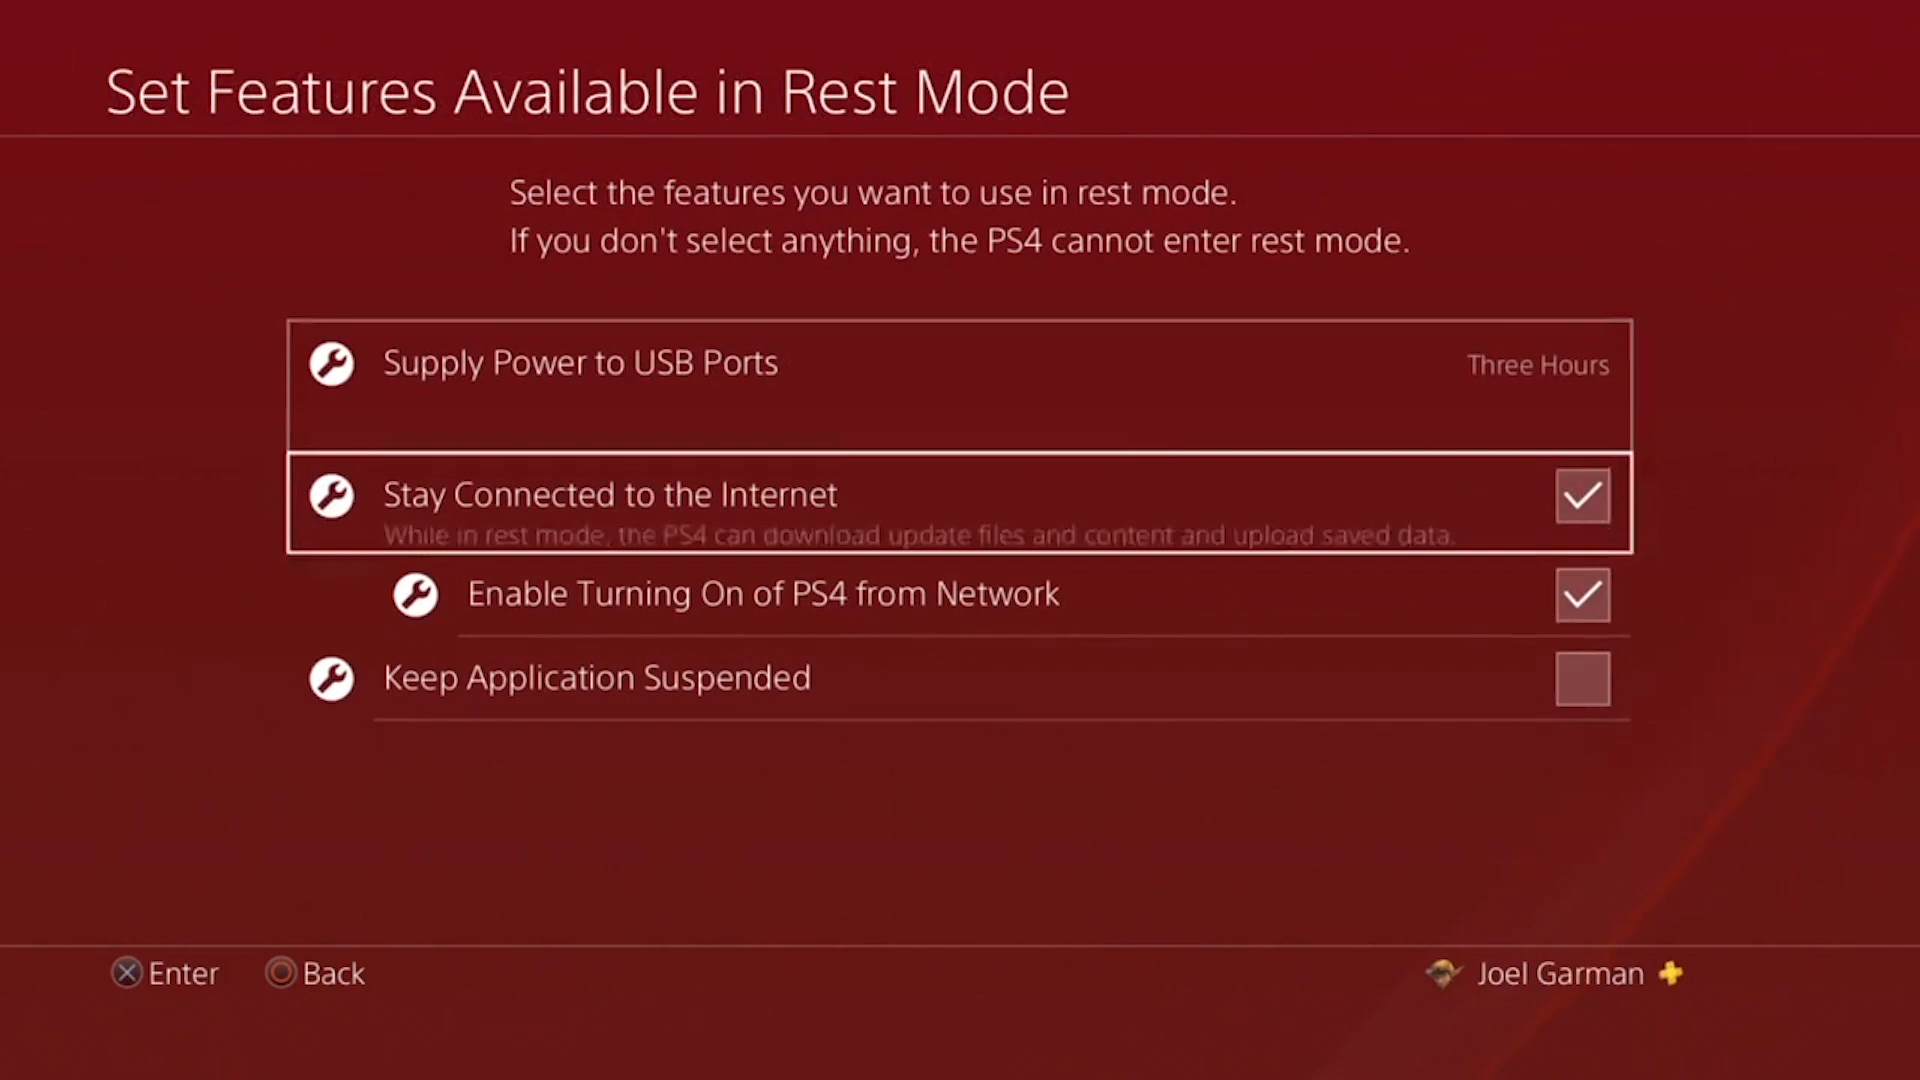 Set Features Available in Rest Mode
Select the features you want to use in rest mode.
If you don't select anything, the PS4 cannot enter rest mode.
Supply Power to USB Ports
Three Hours
Stay Connected to the Internet
While in rest mode, the PS4 can download update files and content and upload saved data.
Enable Turning On of PS4 from Network
Keep Application Suspended
Enter
Back
Joel Garman